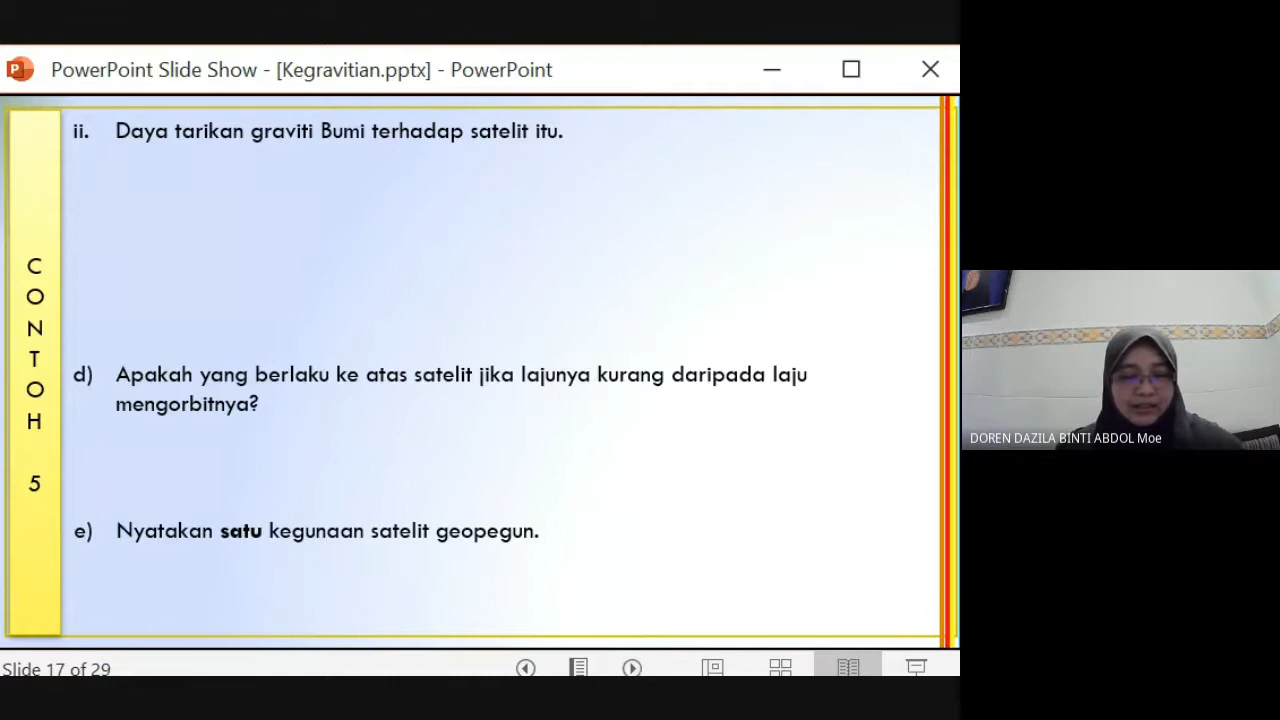 PowerPoint Slide Show - [Kegravitian.pptx] - PowerPoint
ii. Daya tarikan graviti Bumi terhadap satelit itu.
C
O
N
T
O
H
5
d) Apakah yang berlaku ke atas satelit jika lajunya kurang daripada laju
mengorbitnya?
e) Nyatakan satu kegunaan satelit geopegun.
Slide 17 of 29
DOREN DAZILA BINTI ABDOL Moe